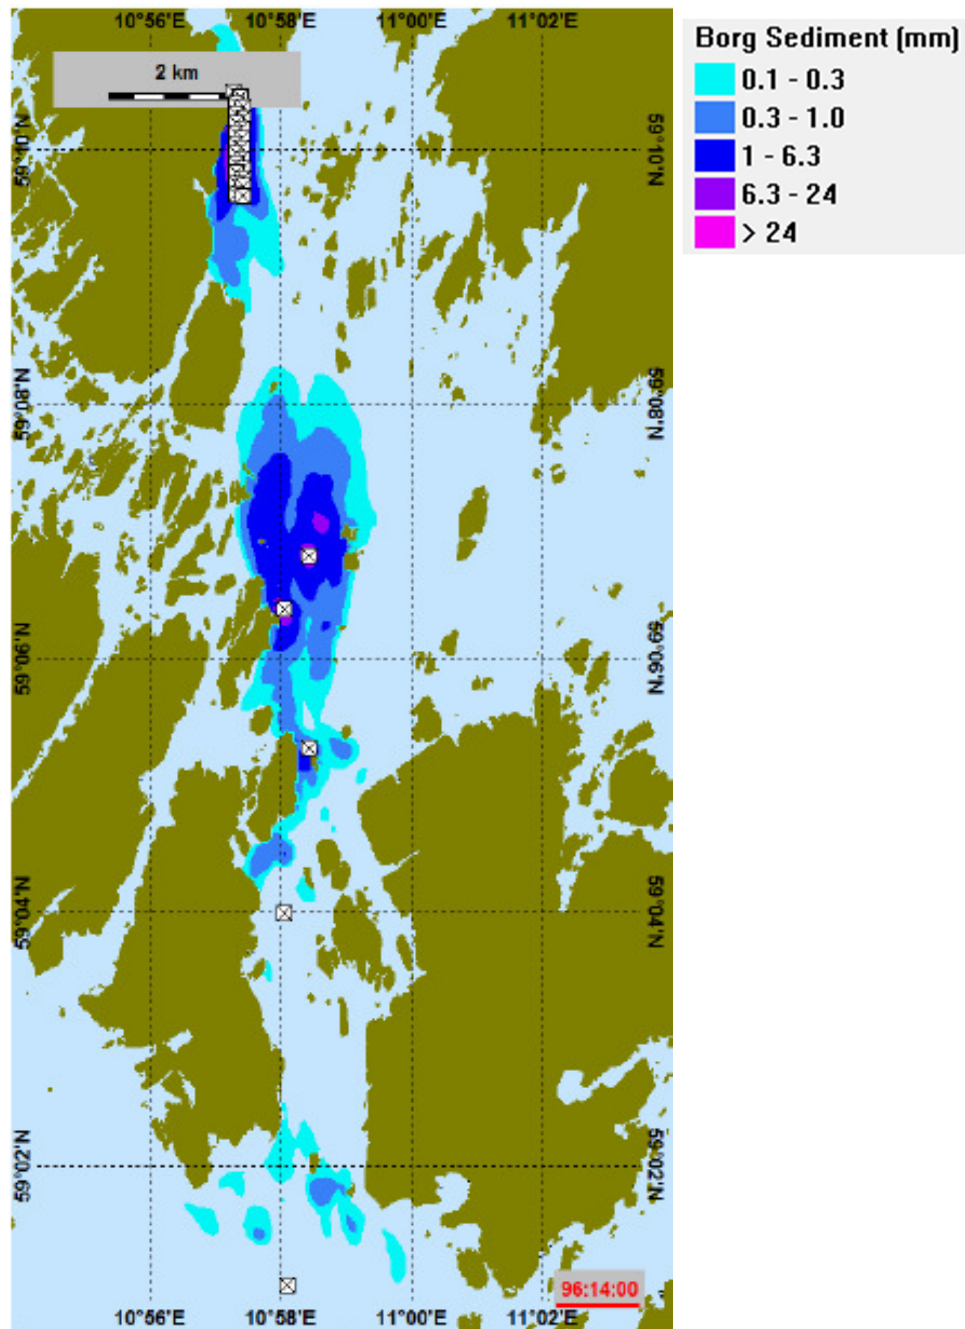 10°56'E 10°58'E 11°00'E 11°02'E
Borg Sediment (mm)
0.1 - 0.3
0.3 - 1.0
1 - 6.3
6.3 - 24
> 24
2 km
59°10'N 59°10'N
59°08'N 59°08'N
59°06'N 59°06'N
59°04'N 59°04'N
59°02'N 59°02'N
96:14:00
10°56'E 10°58'E 11°00'E 11°02'E